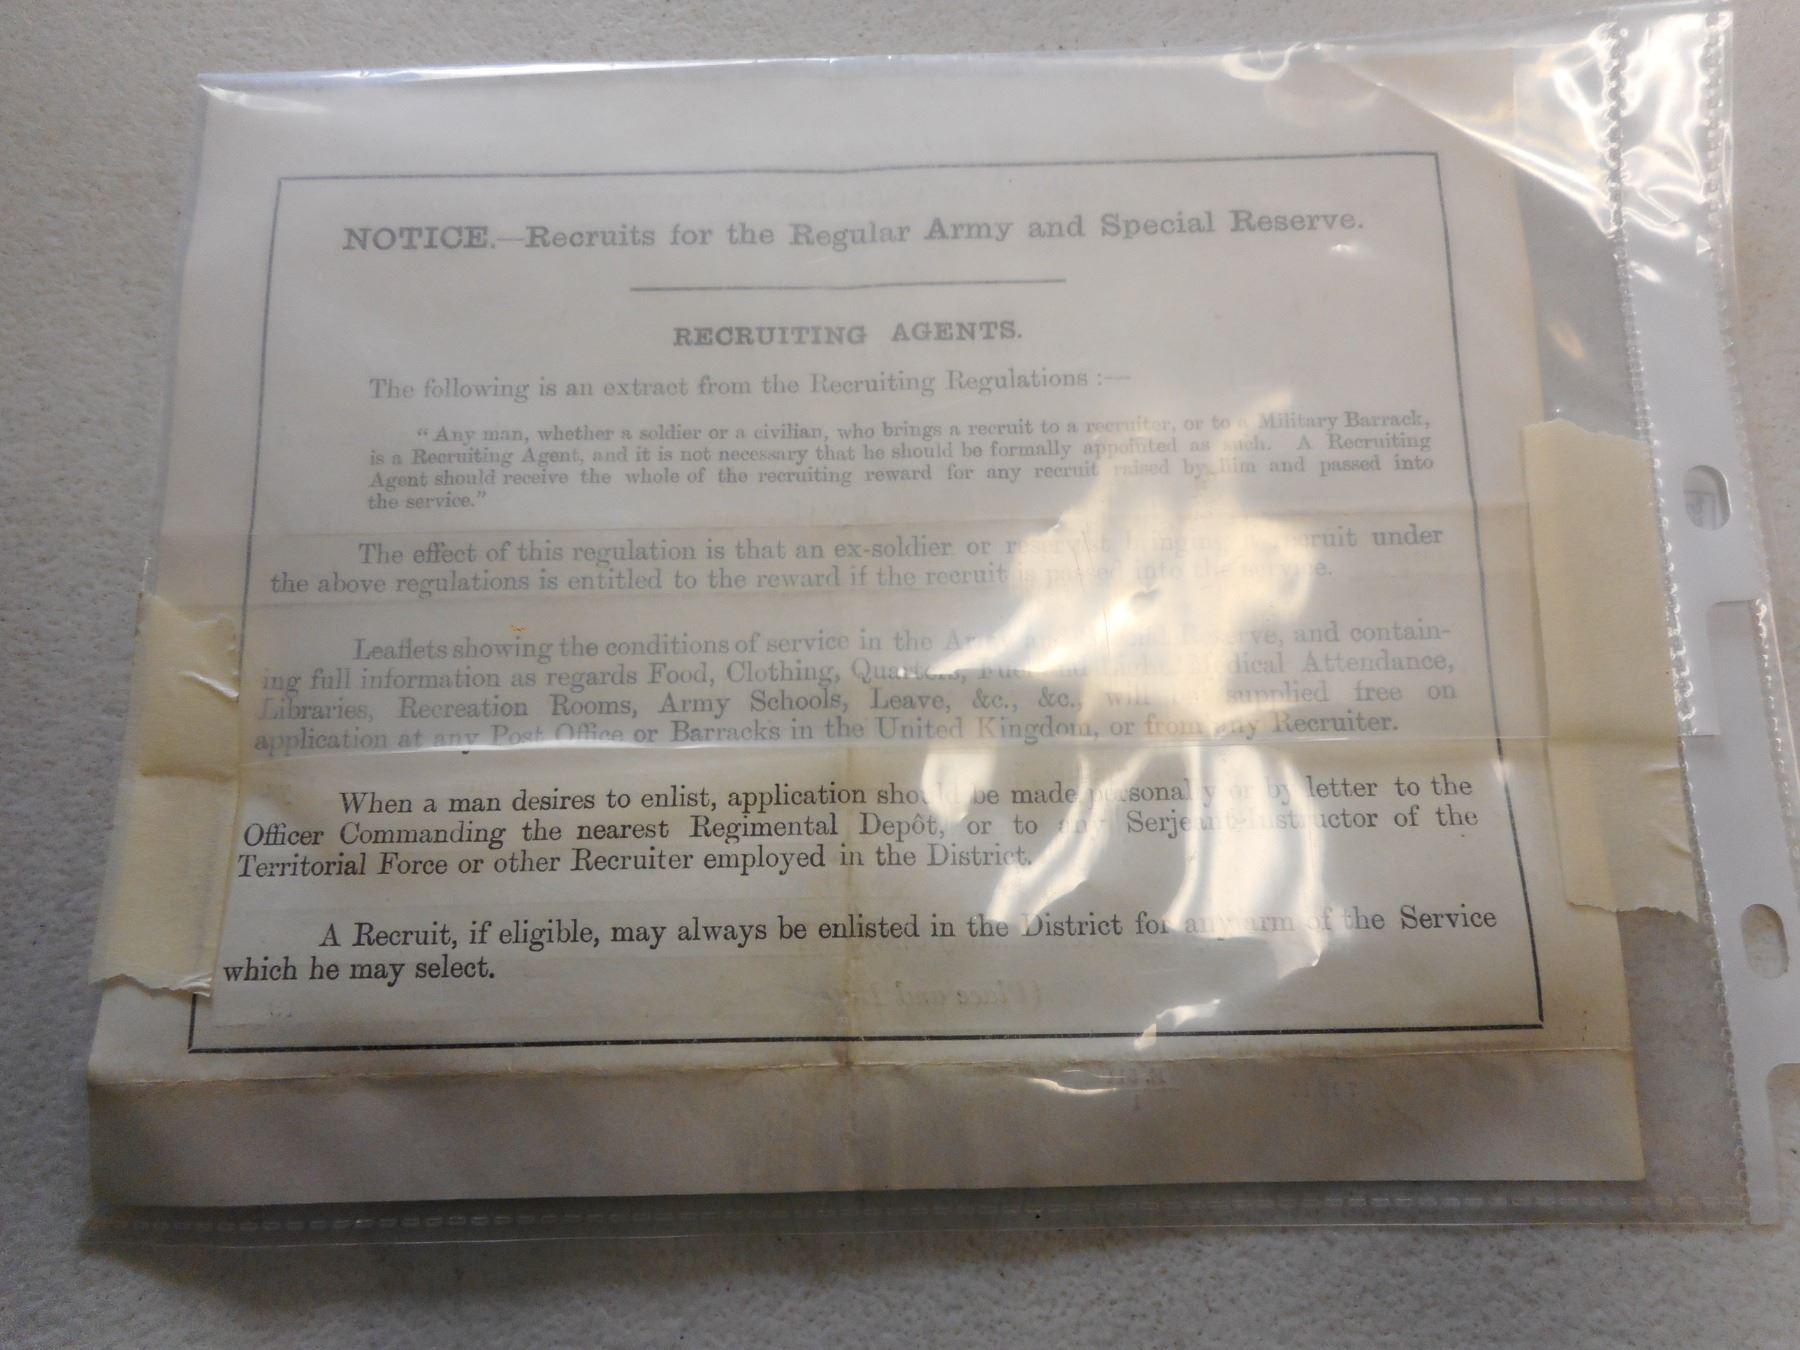 NOTICE.—Recruits for the Regular Army and Special Reserve.
RECRUITING AGENTS.
The following is an extract from the Recruiting Regulations :—
“ Any man, whether a soldier or a civilian, who brings a recruit to a recruiter, or to a Military Barrack,
is a Recruiting Agent, and it is not necessary that he should be formally appointed as such. A Recruiting
Agent should receive the whole of the recruiting reward for any recruit raised by him and passed into
the service.”
The effect of this regulation is that an ex-soldier or reservist bringing a recruit under
the above regulations is entitled to the reward if the recruit is passed into the service.
Leaflets showing the conditions of service in the Army and Special Reserve, and contain-
ing full information as regards Food, Clothing, Quarters, Fuel and Light, Medical Attendance,
Libraries, Recreation Rooms, Army Schools, Leave, &c., &c., will be supplied free on
application at any Post Office or Barracks in the United Kingdom, or from any Recruiter.
When a man desires to enlist, application should be made personally or by letter to the
Officer Commanding the nearest Regimental Depôt, or to any Serjeant-Instructor of the
Territorial Force or other Recruiter employed in the District.
A Recruit, if eligible, may always be enlisted in the District for any arm of the Service
which he may select.